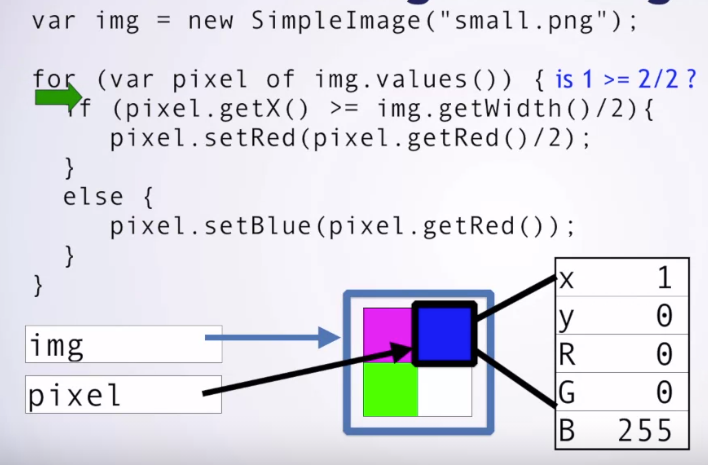 var img = new SimpleImage("small.png");
for (var pixel of img.values()) { is 1 >= 2/2 ?
if (pixel.getX() >= img.getWidth()/2){
pixel.setRed(pixel.getRed()/2);
}
else {
pixel.setBlue(pixel.getRed());
}
}
img
pixel
x 1
y 0
R 0
G 0
B 255